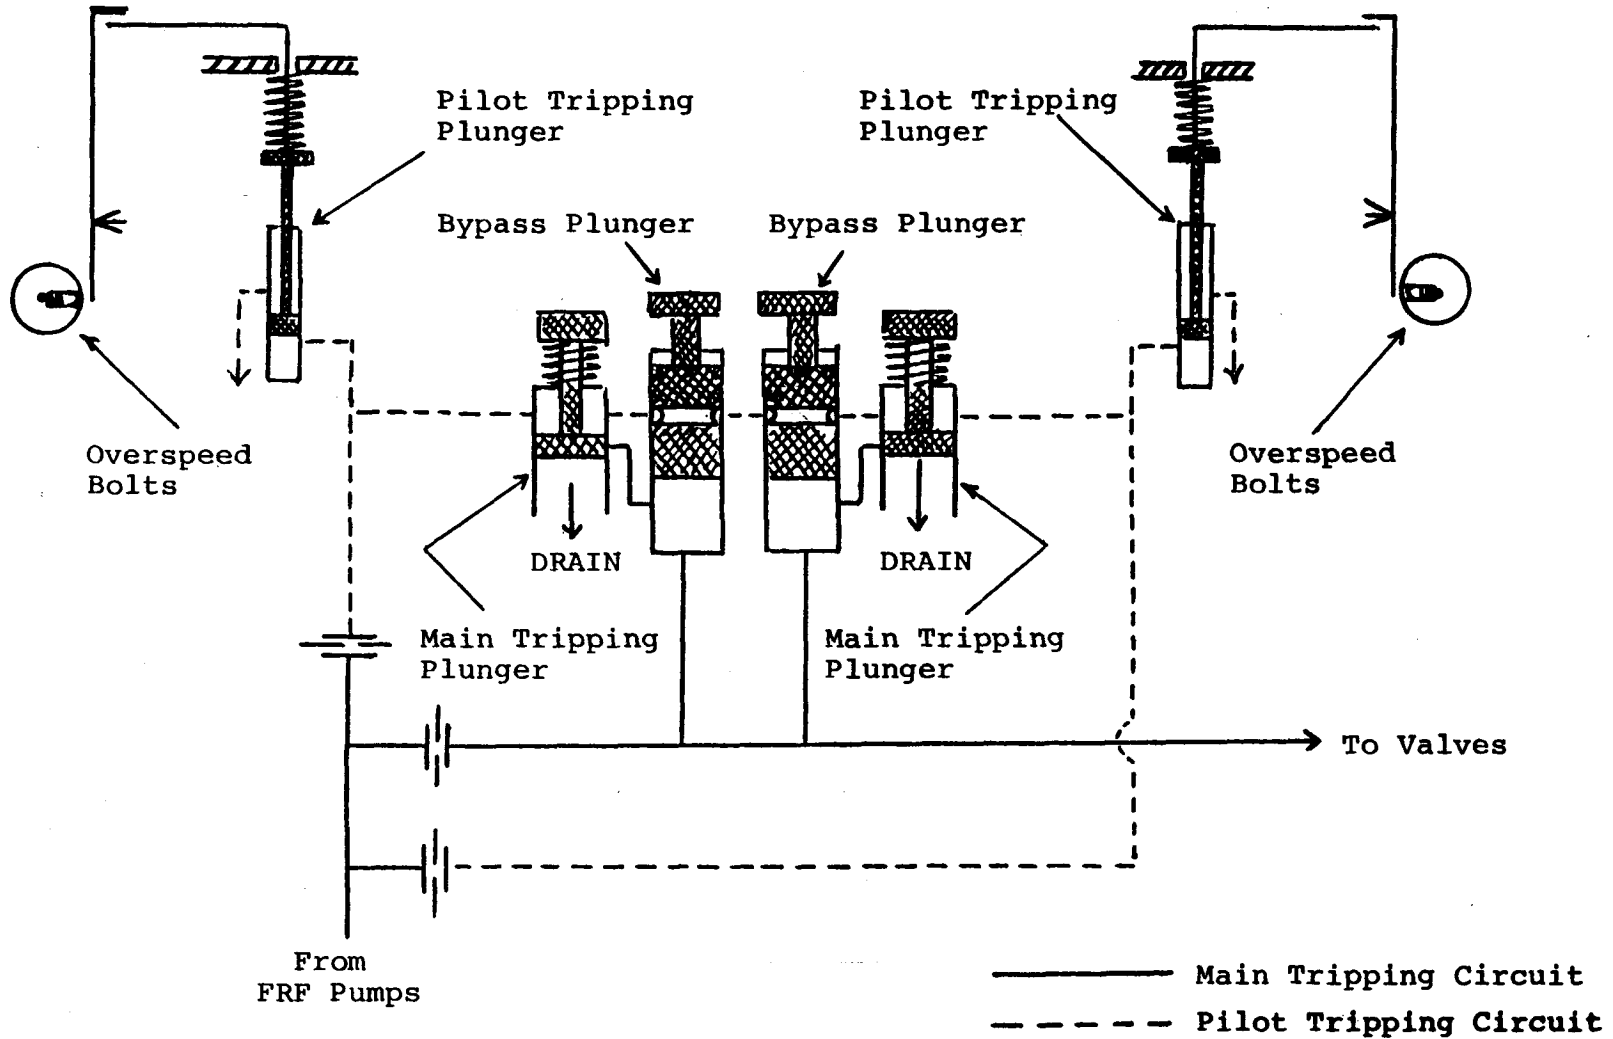 Pilot Tripping
Plunger
Pilot Tripping
Plunger
Bypass Plunger
Bypass Plunger
Overspeed
Bolts
Overspeed
Bolts
DRAIN
DRAIN
Main Tripping
Plunger
Main Tripping
Plunger
To Valves
From
FRF Pumps
Main Tripping Circuit
Pilot Tripping Circuit